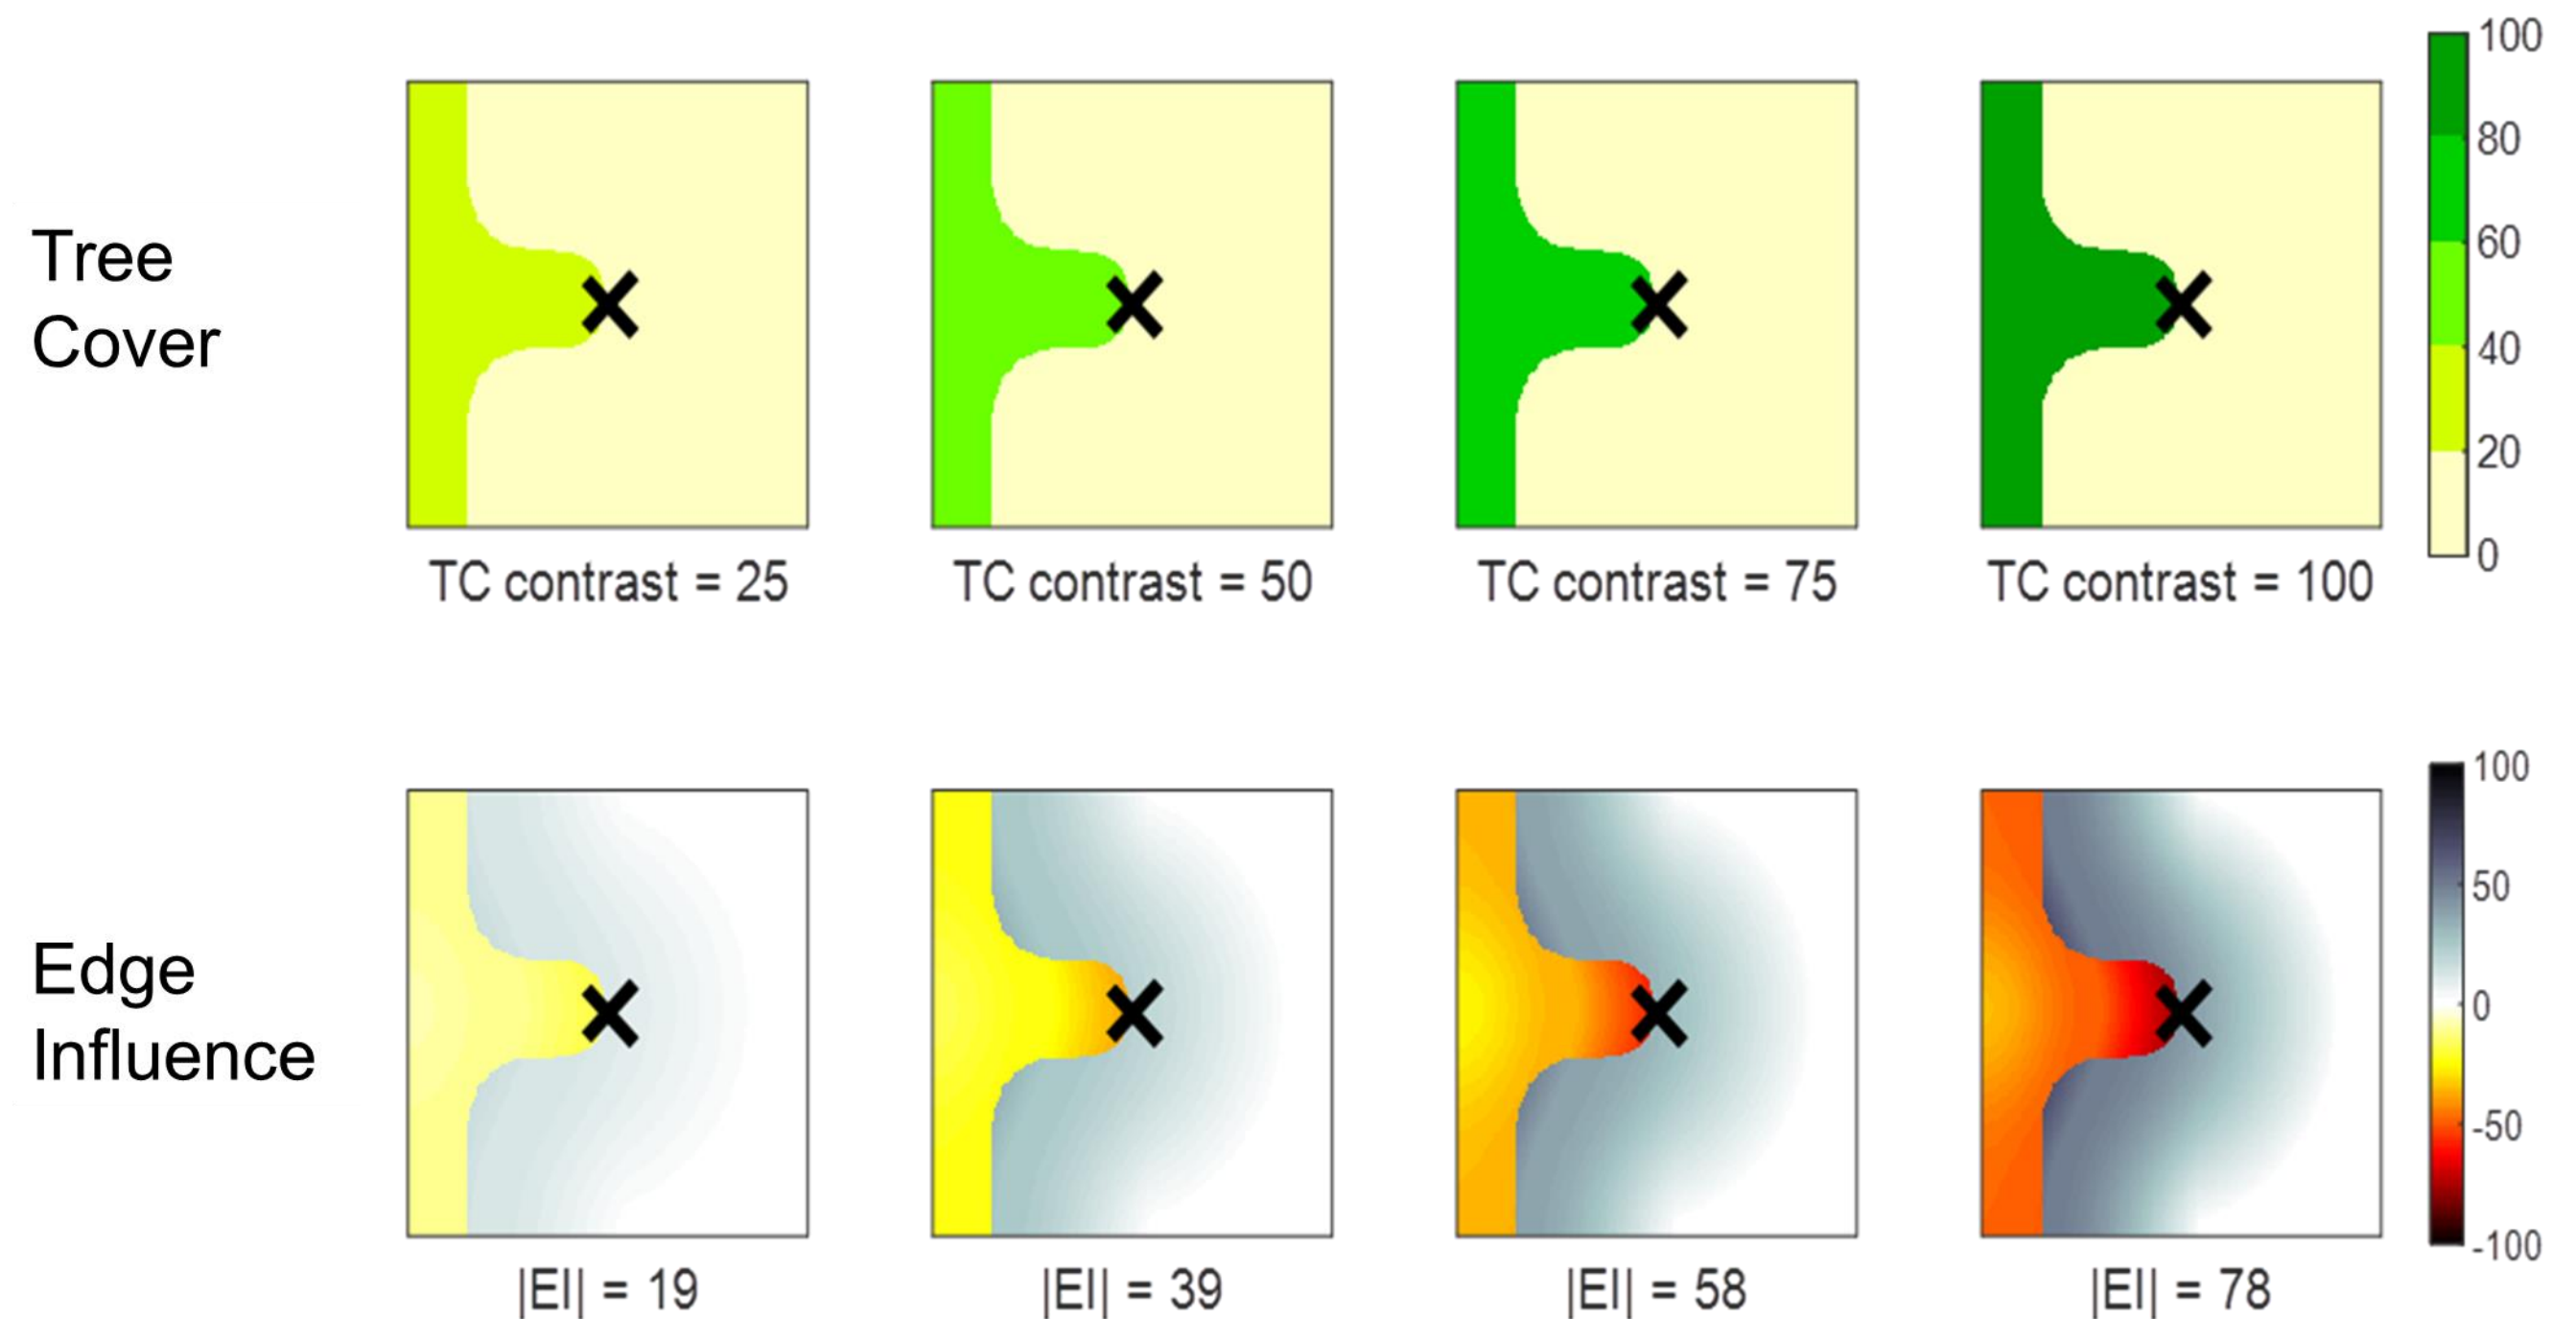 Tree
Cover
100
80
60
40
20
0
TC contrast = 25
TC contrast = 50
TC contrast = 75
TC contrast = 100
Edge
Influence
100
50
0
-50
-100
|EI| = 19
|EI| = 39
|EI| = 58
|EI| = 78